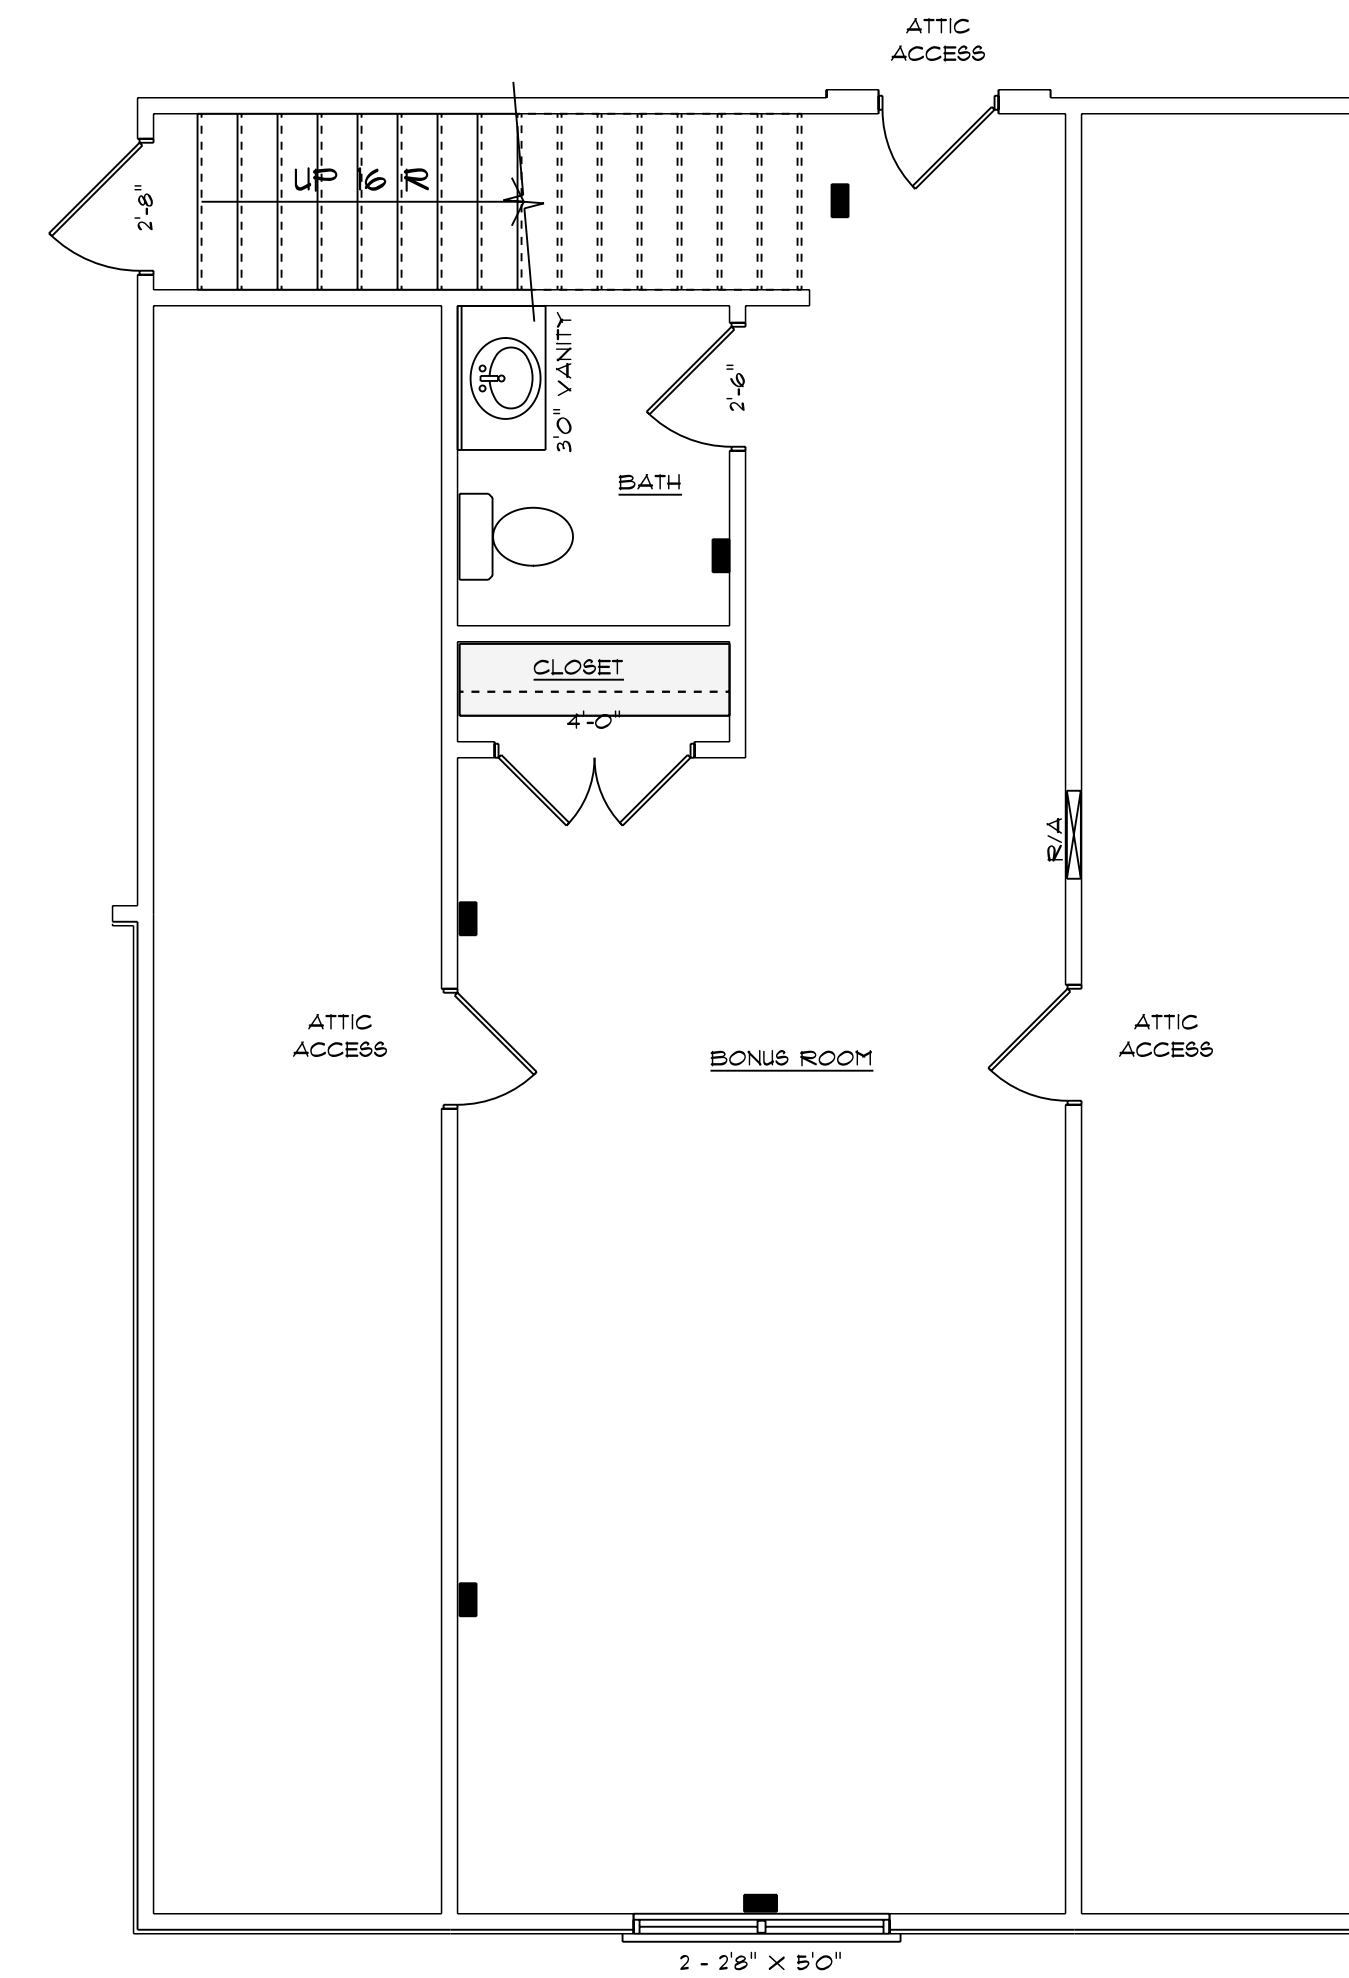 ATTIC
ACCESS
UP 16 R
2'-8"
3'0" VANITY
2'-6"
BATH
CLOSET
4'-0"
R/A
ATTIC
ACCESS
BONUS ROOM
ATTIC
ACCESS
2 - 2'8" X 5'0"